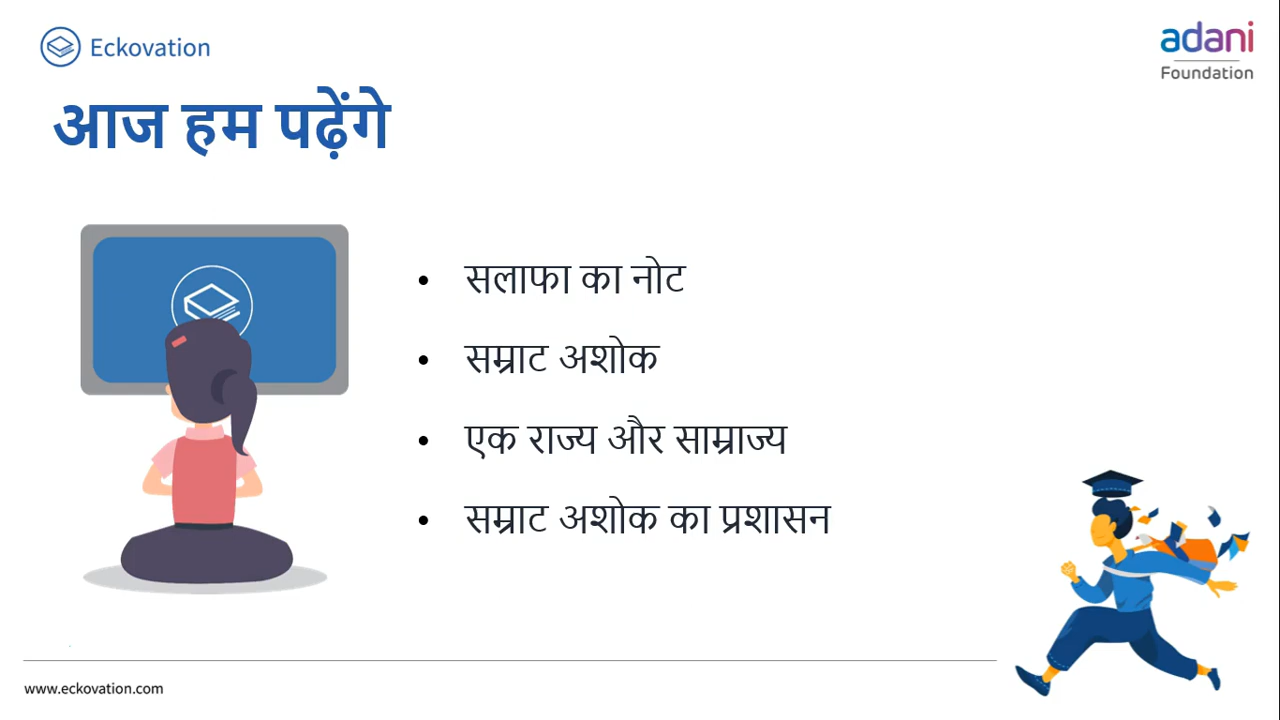 Eckovation
adani
Foundation
आज हम पढ़ेंगे
• सलाफा का नोट
• सम्राट अशोक
• एक राज्य और साम्राज्य
• सम्राट अशोक का प्रशासन
www.eckovation.com